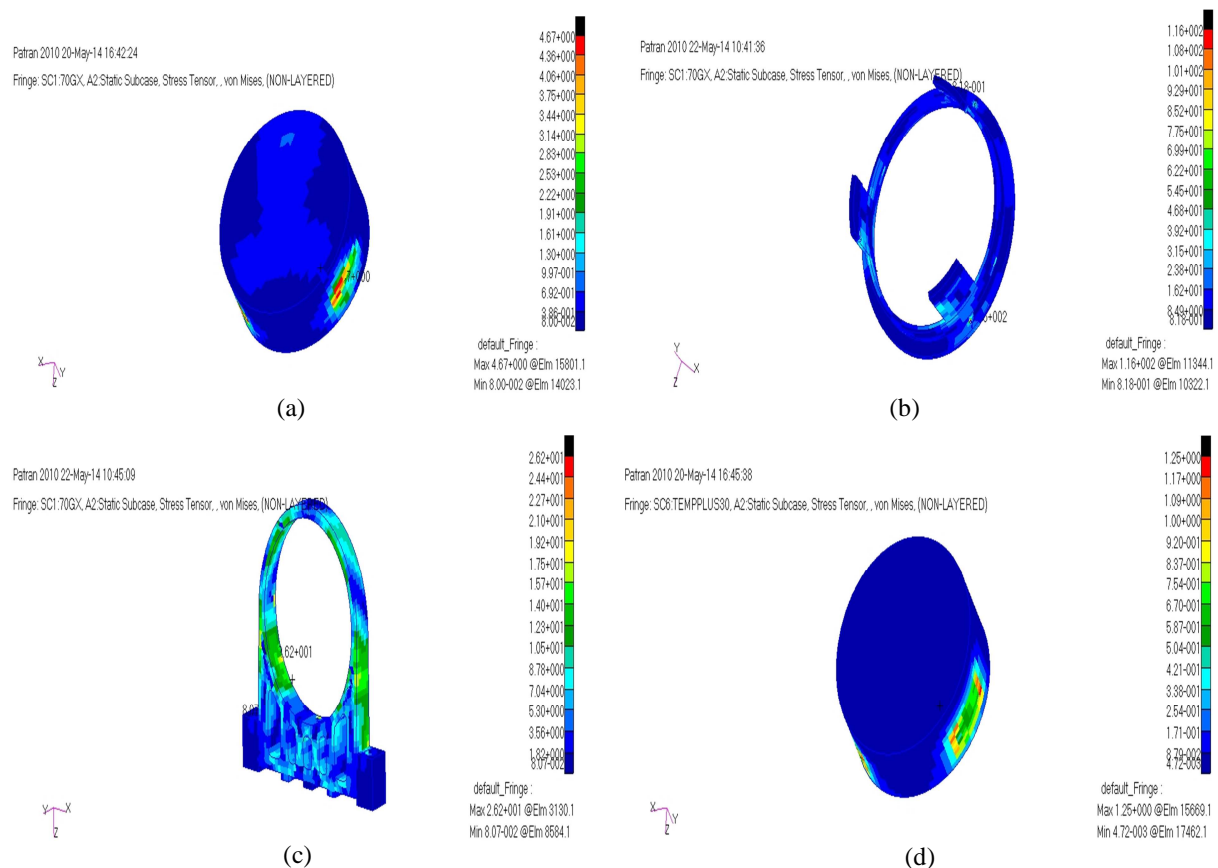 Patran 2010 20-May-14 16:42:24
Fringe: SC1:70GX, A2:Static Subcase, Stress Tensor, , von Mises, (NON-LAYERED)
4.67+000
4.36+000
4.06+000
3.75+000
3.44+000
3.14+000
2.83+000
2.53+000
2.22+000
1.91+000
1.61+000
1.30+000
9.97-001
6.92-001
3.86-001
8.00-002
X
Y
Z
default_Fringe :
Max 4.67+000 @Elm 15801.1
Min 8.00-002 @Elm 14023.1
(a)
Patran 2010 22-May-14 10:41:36
Fringe: SC1:70GX, A2:Static Subcase, Stress Tensor, , von Mises, (NON-LAYERED)
8.18-001
1.16+002
1.08+002
1.01+002
9.29+001
8.52+001
7.75+001
6.99+001
6.22+001
5.45+001
4.68+001
3.92+001
3.15+001
2.38+001
1.62+001
8.49+000
8.18-001
Y
X
Z
default_Fringe :
Max 1.16+002 @Elm 11344.1
Min 8.18-001 @Elm 10322.1
(b)
Patran 2010 22-May-14 10:45:09
Fringe: SC1:70GX, A2:Static Subcase, Stress Tensor, , von Mises, (NON-LAYERED)
2.62+001
2.44+001
2.27+001
2.10+001
1.92+001
1.75+001
1.57+001
1.40+001
1.23+001
1.05+001
8.78+000
7.04+000
5.30+000
3.56+000
1.82+000
8.07-002
Y
X
Z
default_Fringe :
Max 2.62+001 @Elm 3130.1
Min 8.07-002 @Elm 8584.1
(c)
Patran 2010 20-May-14 16:45:38
Fringe: SC6:TEMPPLUS30, A2:Static Subcase, Stress Tensor, , von Mises, (NON-LAYERED)
1.25+000
1.17+000
1.09+000
1.00+000
9.20-001
8.37-001
6.70-001
5.87-001
5.04-001
4.21-001
3.38-001
2.54-001
1.71-001
8.79-002
4.72-003
X
Y
Z
default_Fringe :
Max 1.25+000 @Elm 15669.1
Min 4.72-003 @Elm 17462.1
(d)